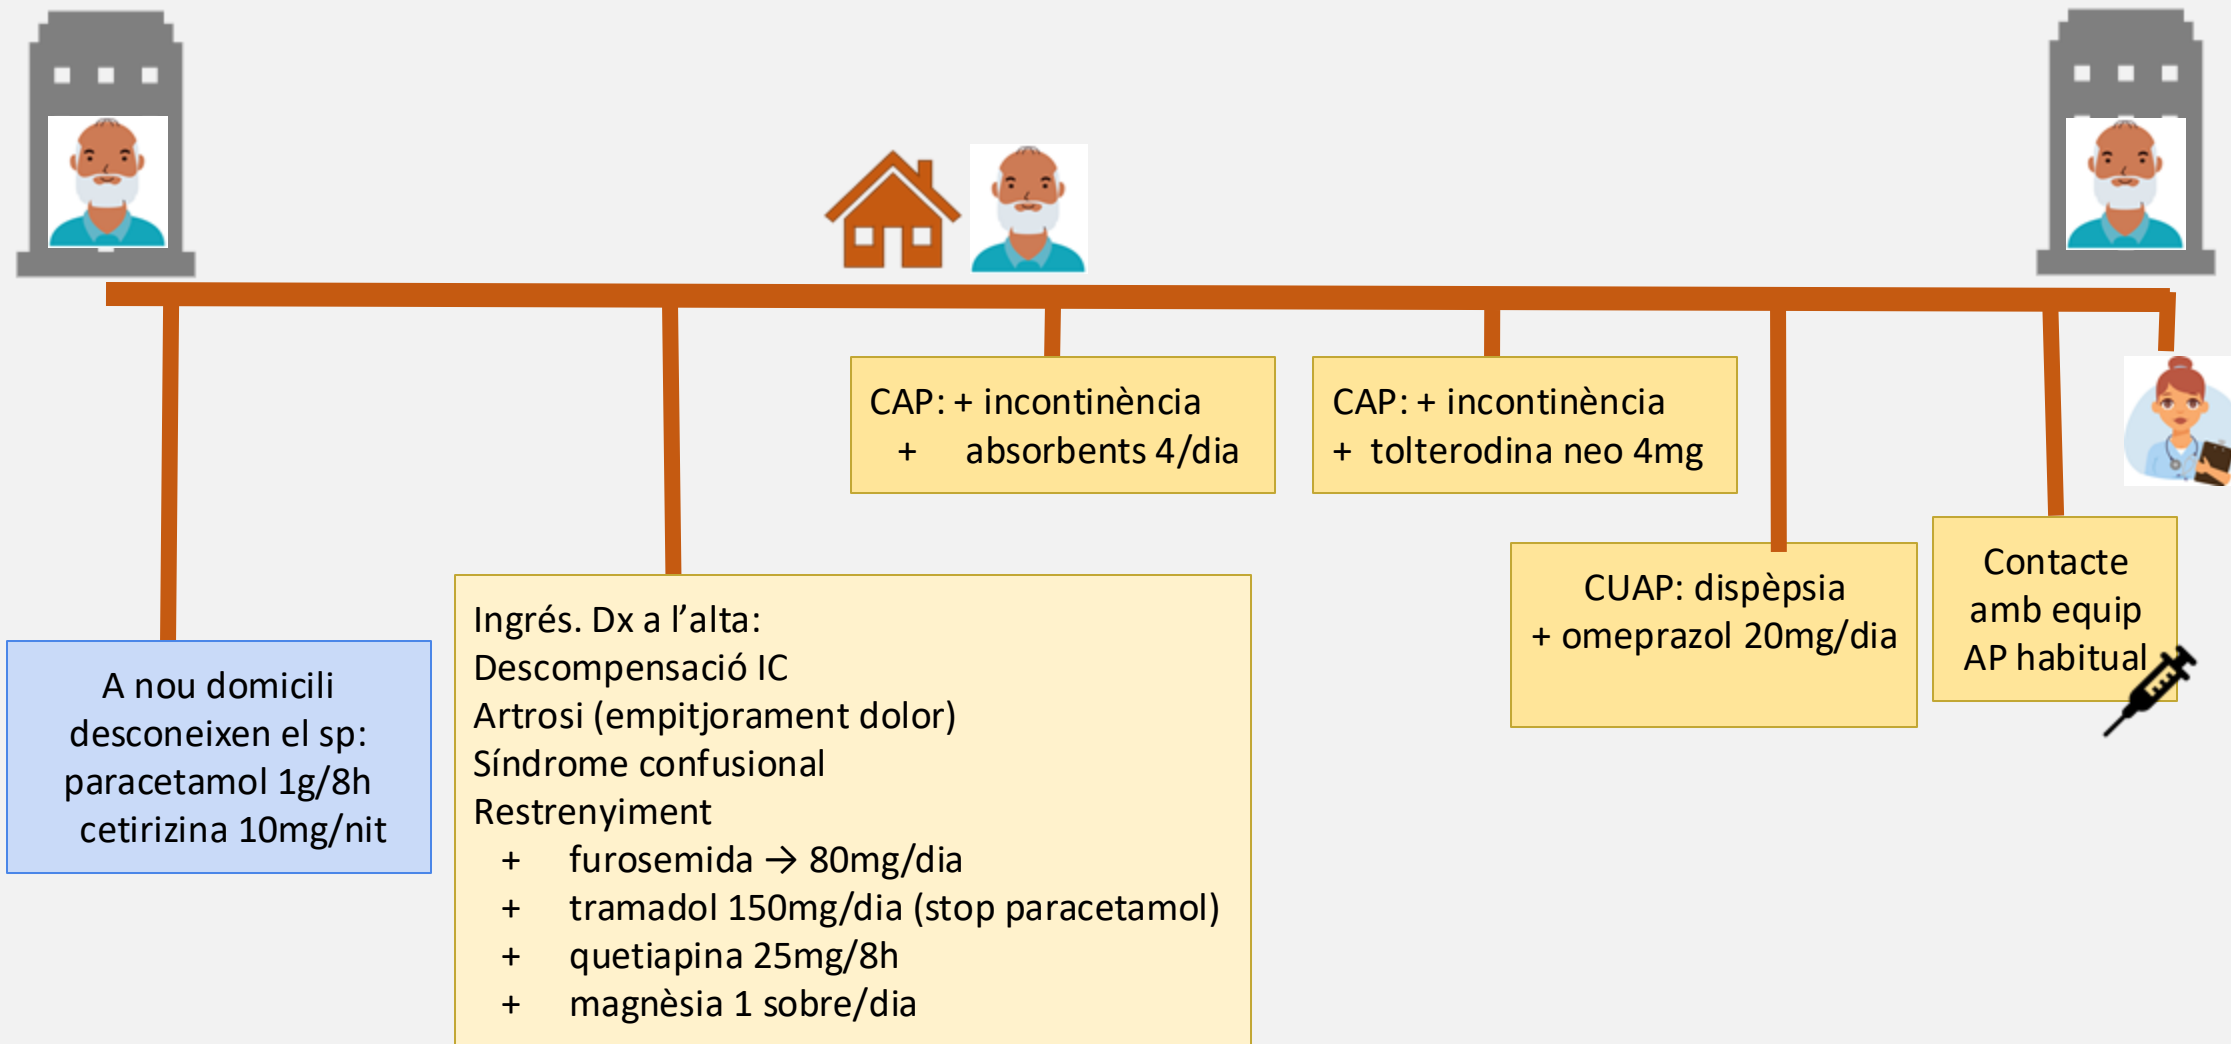 A nou domicili
desconeixen el sp:
paracetamol 1g/8h
cetirizina 10mg/nit
Ingrés. Dx a l’alta:
Descompensació IC
Artrosi (empitjorament dolor)
Síndrome confusional
Restrenyiment
+ furosemida → 80mg/dia
+ tramadol 150mg/dia (stop paracetamol)
+ quetiapina 25mg/8h
+ magnèsia 1 sobre/dia
CAP: + incontinència
+ absorbents 4/dia
CAP: + incontinència
+ tolterodina neo 4mg
CUAP: dispèpsia
+ omeprazol 20mg/dia
Contacte
amb equip
AP habitual